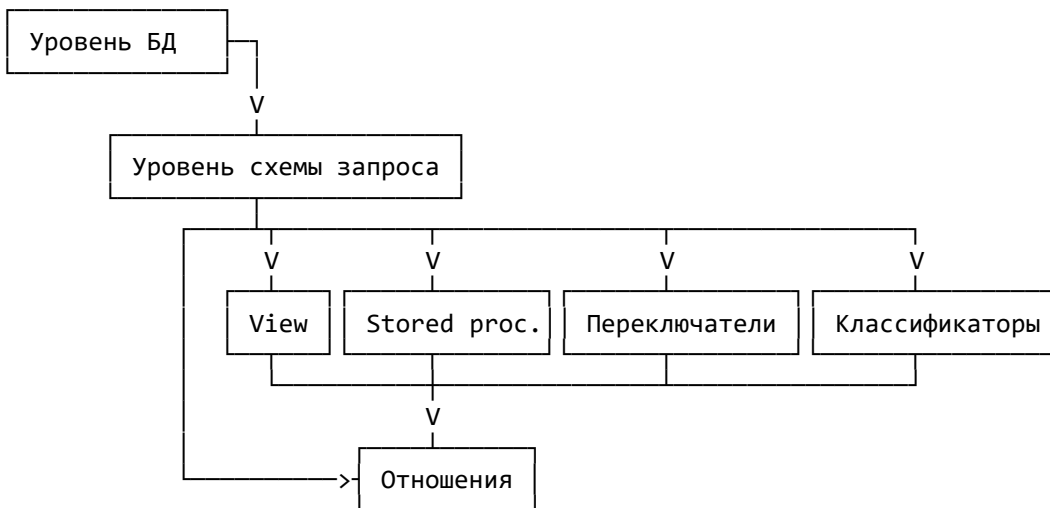 Уровень БД
V
Уровень схемы запроса
V V V V
View Stored proc. Переключатели Классификаторы
V
> Отношения